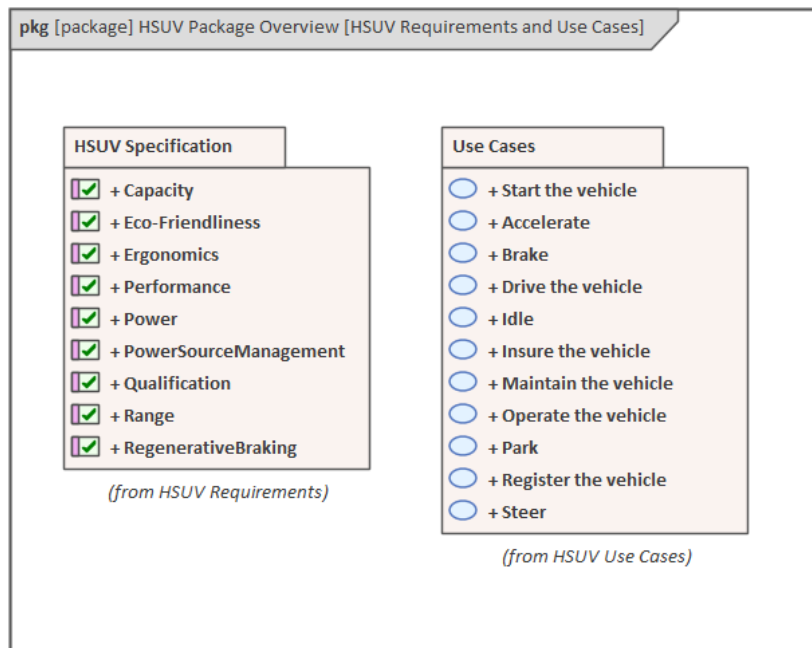 pkg [package] HSUV Package Overview [HSUV Requirements and Use Cases]
HSUV Specification
+ Capacity
+ Eco-Friendliness
+ Ergonomics
+ Performance
+ Power
+ PowerSourceManagement
+ Qualification
+ Range
+ RegenerativeBraking
(from HSUV Requirements)
Use Cases
+ Start the vehicle
+ Accelerate
+ Brake
+ Drive the vehicle
+ Idle
+ Insure the vehicle
+ Maintain the vehicle
+ Operate the vehicle
+ Park
+ Register the vehicle
+ Steer
(from HSUV Use Cases)